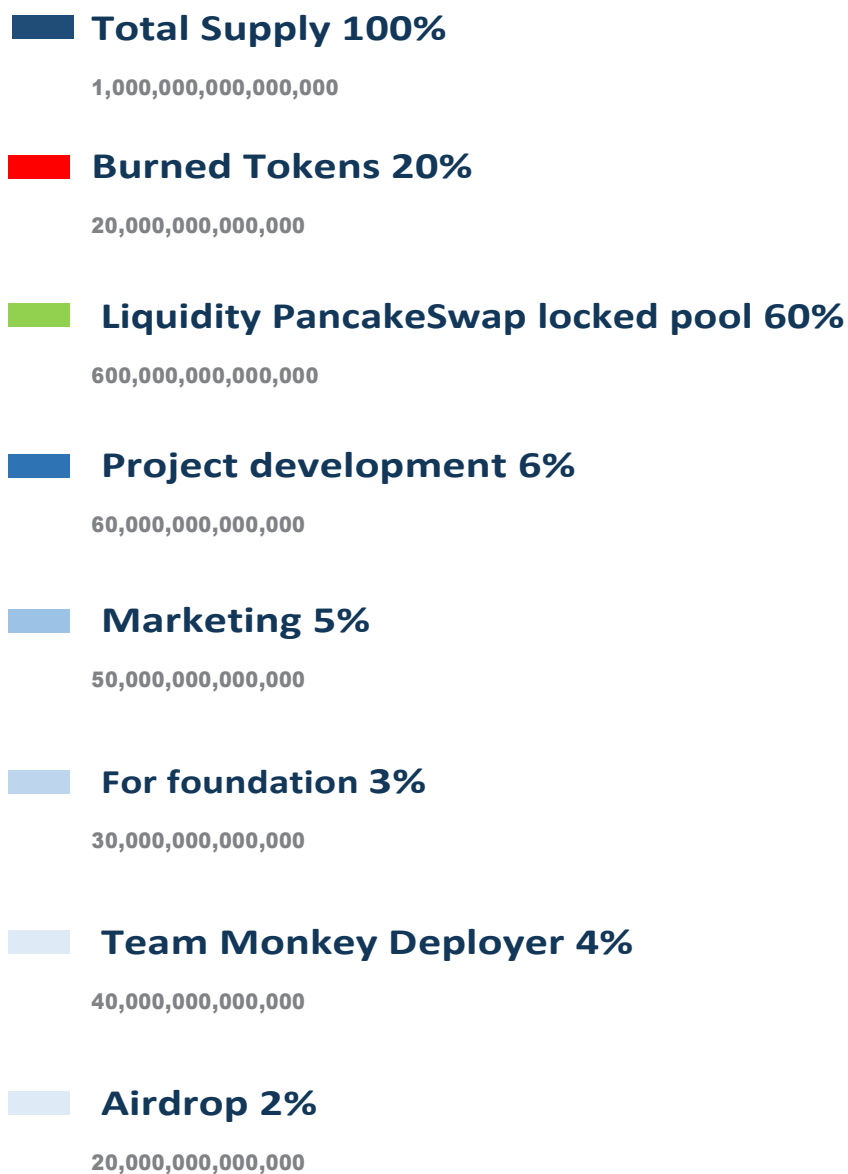 Total Supply 100%
1,000,000,000,000,000
Burned Tokens 20%
20,000,000,000,000
Liquidity PancakeSwap locked pool 60%
600,000,000,000,000
Project development 6%
60,000,000,000,000
Marketing 5%
50,000,000,000,000
For foundation 3%
30,000,000,000,000
Team Monkey Deployer 4%
40,000,000,000,000
Airdrop 2%
20,000,000,000,000